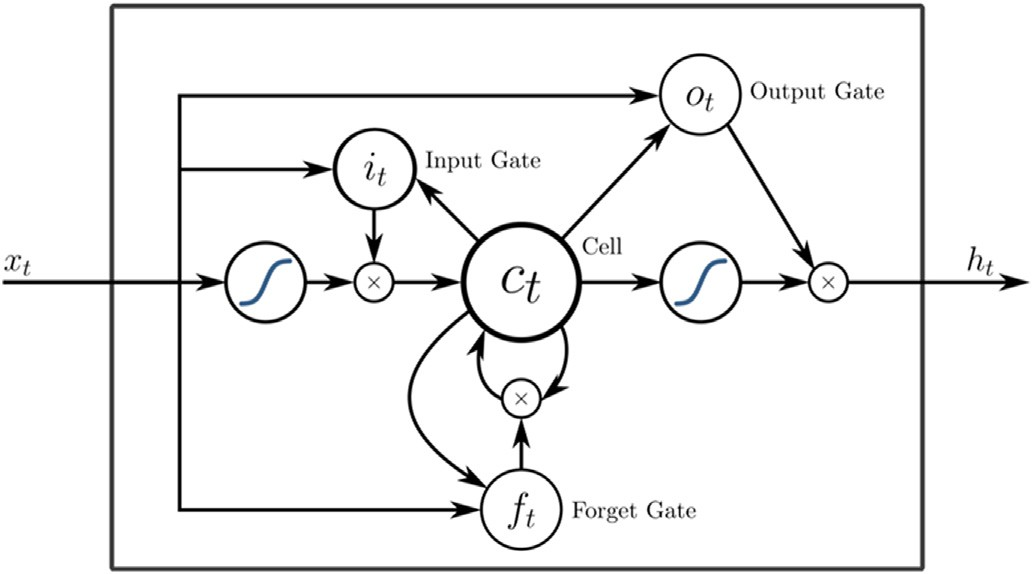 o_t Output Gate
i_t Input Gate
x_t
×
c_t
Cell
×
h_t
×
f_t Forget Gate